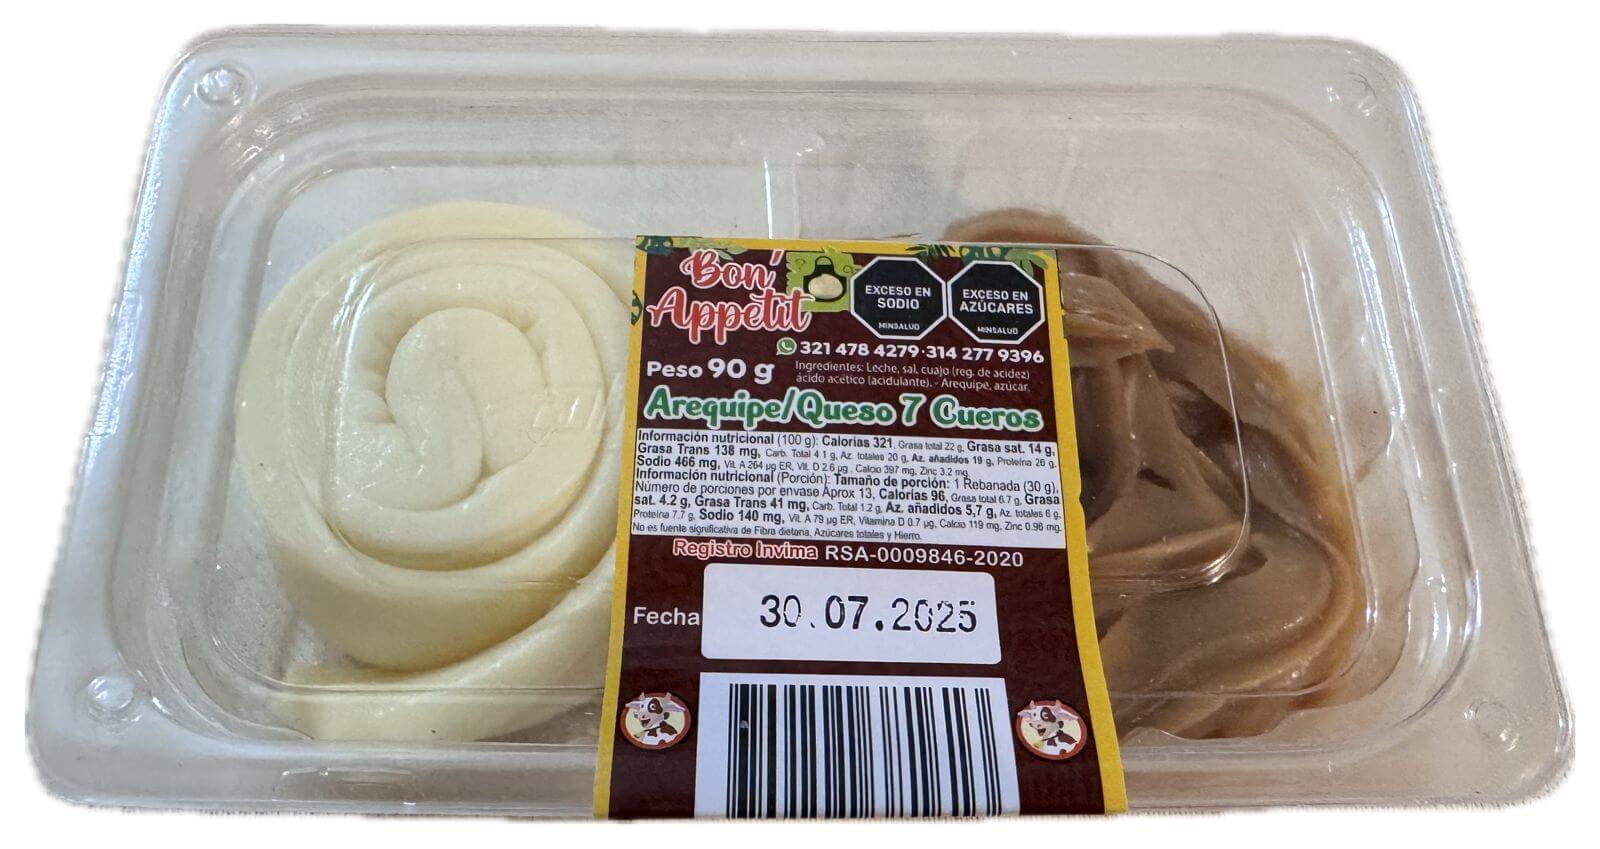 Bon'
Appetit
EXCESO EN
SODIO
MINSALUD
EXCESO EN
AZÚCARES
MINSALUD
321 478 4279·314 277 9396
Peso 90 g
Ingredientes: Leche, sal, cuajo (reg. de acidez)
ácido acético (acidulante). - Arequipe, azúcar.
Arequipe/Queso 7 Cueros
Información nutricional (100 g): Calorías 321, Grasa total 22 g, Grasa sat. 14 g,
Grasa Trans 138 mg, Carb. Total 4.1 g, Az. totales 20 g, Az. añadidos 19 g, Proteína 26 g,
Sodio 466 mg, Vit. A 264 µg ER, Vit. D 2.6 µg, Calcio 397 mg, Zinc 3.2 mg
Información nutricional (Porción): Tamaño de porción: 1 Rebanada (30 g),
Número de porciones por envase Aprox 13, Calorías 96, Grasa total 6.7 g, Grasa
sat. 4.2 g, Grasa Trans 41 mg, Carb. Total 1.2 g, Az. añadidos 5,7 g, Az. totales 6 g,
Proteína 7.7 g, Sodio 140 mg, Vit. A 79 µg ER, Vitamina D 0.7 µg, Calcio 119 mg, Zinc 0.96 mg.
No es fuente significativa de Fibra dietaria, Azúcares totales y Hierro.
Registro Invima RSA-0009846-2020
Fecha 30.07.2025